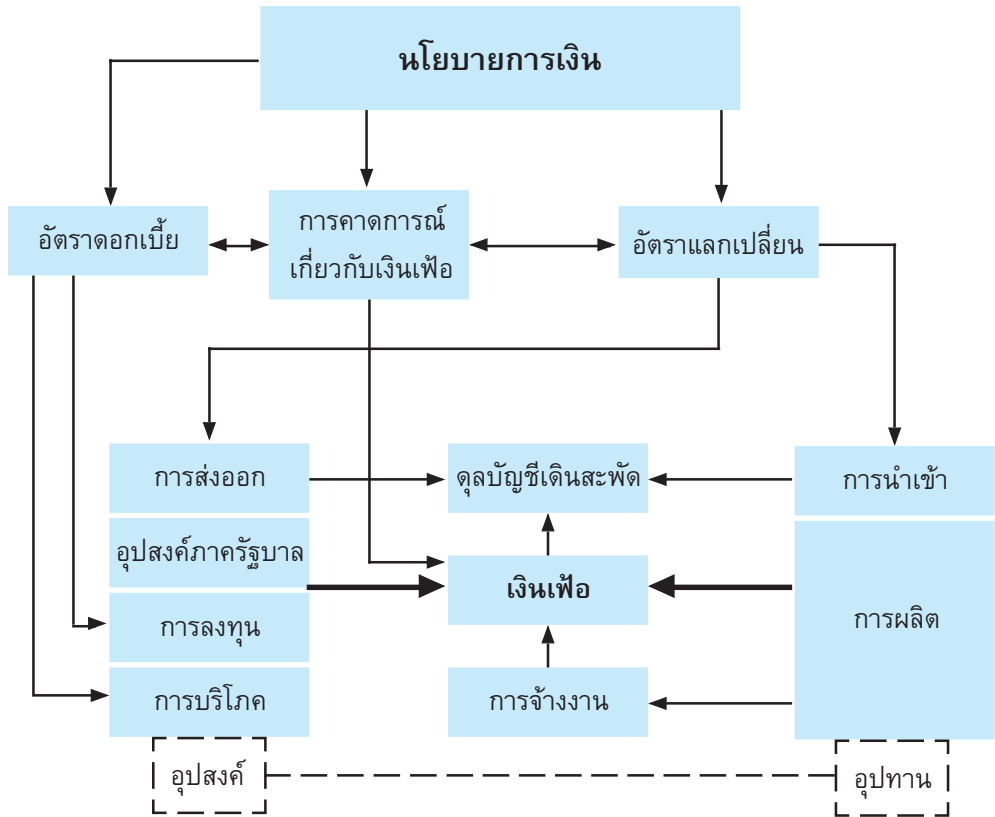 นโยบายการเงิน
อัตราดอกเบี้ย
การคาดการณ์
เกี่ยวกับเงินเฟ้อ
อัตราแลกเปลี่ยน
การส่งออก
ดุลบัญชีเดินสะพัด
การนำเข้า
อุปสงค์ภาครัฐบาล
เงินเฟ้อ
การลงทุน
การผลิต
การบริโภค
การจ้างงาน
อุปสงค์
อุปทาน